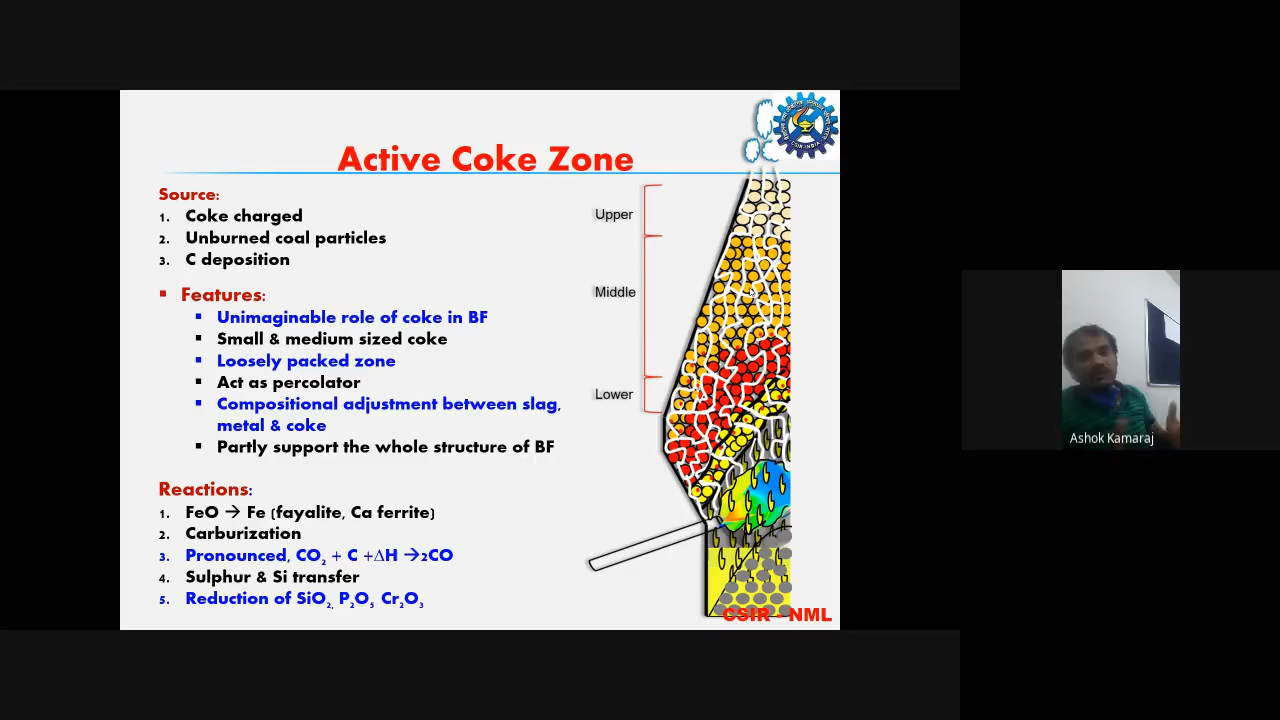 Active Coke Zone
Source:
1. Coke charged
2. Unburned coal particles
3. C deposition
▪ Features:
▪ Unimaginable role of coke in BF
▪ Small & medium sized coke
▪ Loosely packed zone
▪ Act as percolator
▪ Compositional adjustment between slag,
metal & coke
▪ Partly support the whole structure of BF
Reactions:
1. FeO → Fe (fayalite, Ca ferrite)
2. Carburization
3. Pronounced, CO₂ + C +ΔH →2CO
4. Sulphur & Si transfer
5. Reduction of SiO₂, P₂O₅ Cr₂O₃
Upper
Middle
Lower
CSIR - NML
Ashok Kamaraj